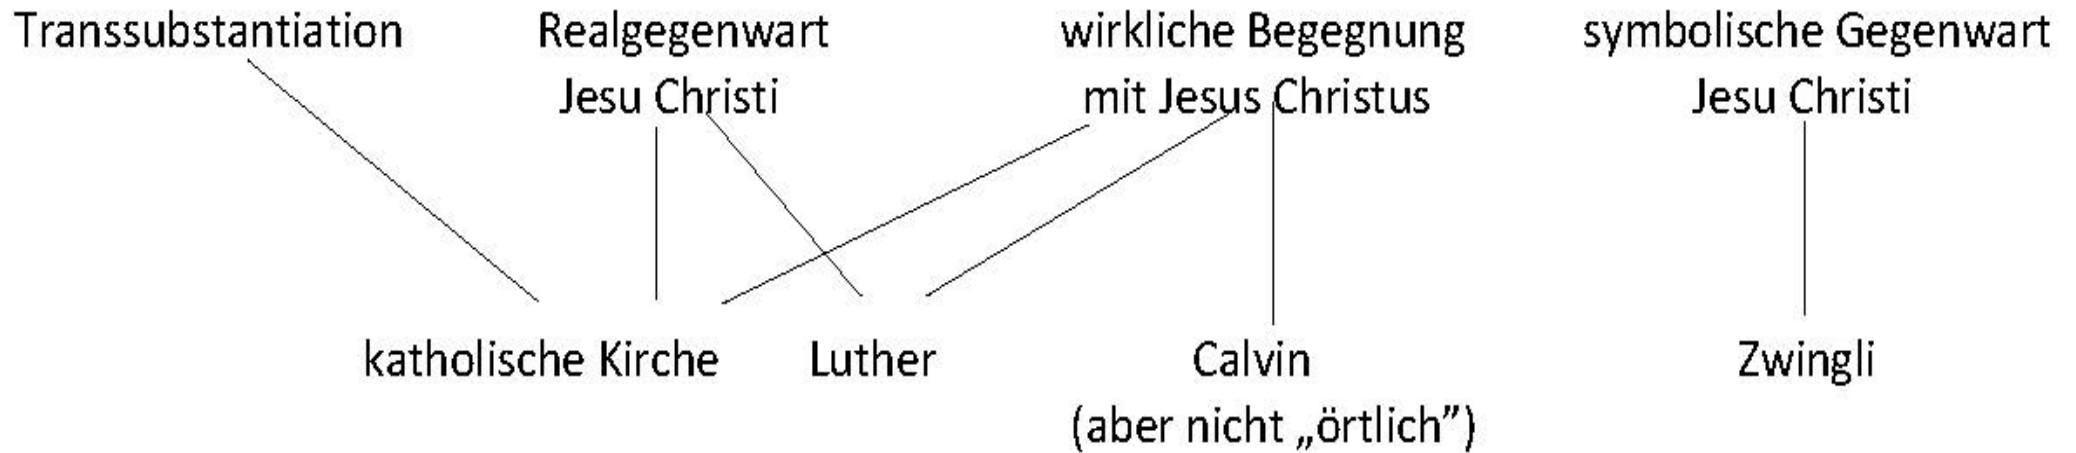 Transsubstantiation Realgegenwart wirkliche Begegnung symbolische Gegenwart
Jesu Christi mit Jesus Christus Jesu Christi
katholische Kirche Luther Calvin Zwingli
(aber nicht „örtlich”)